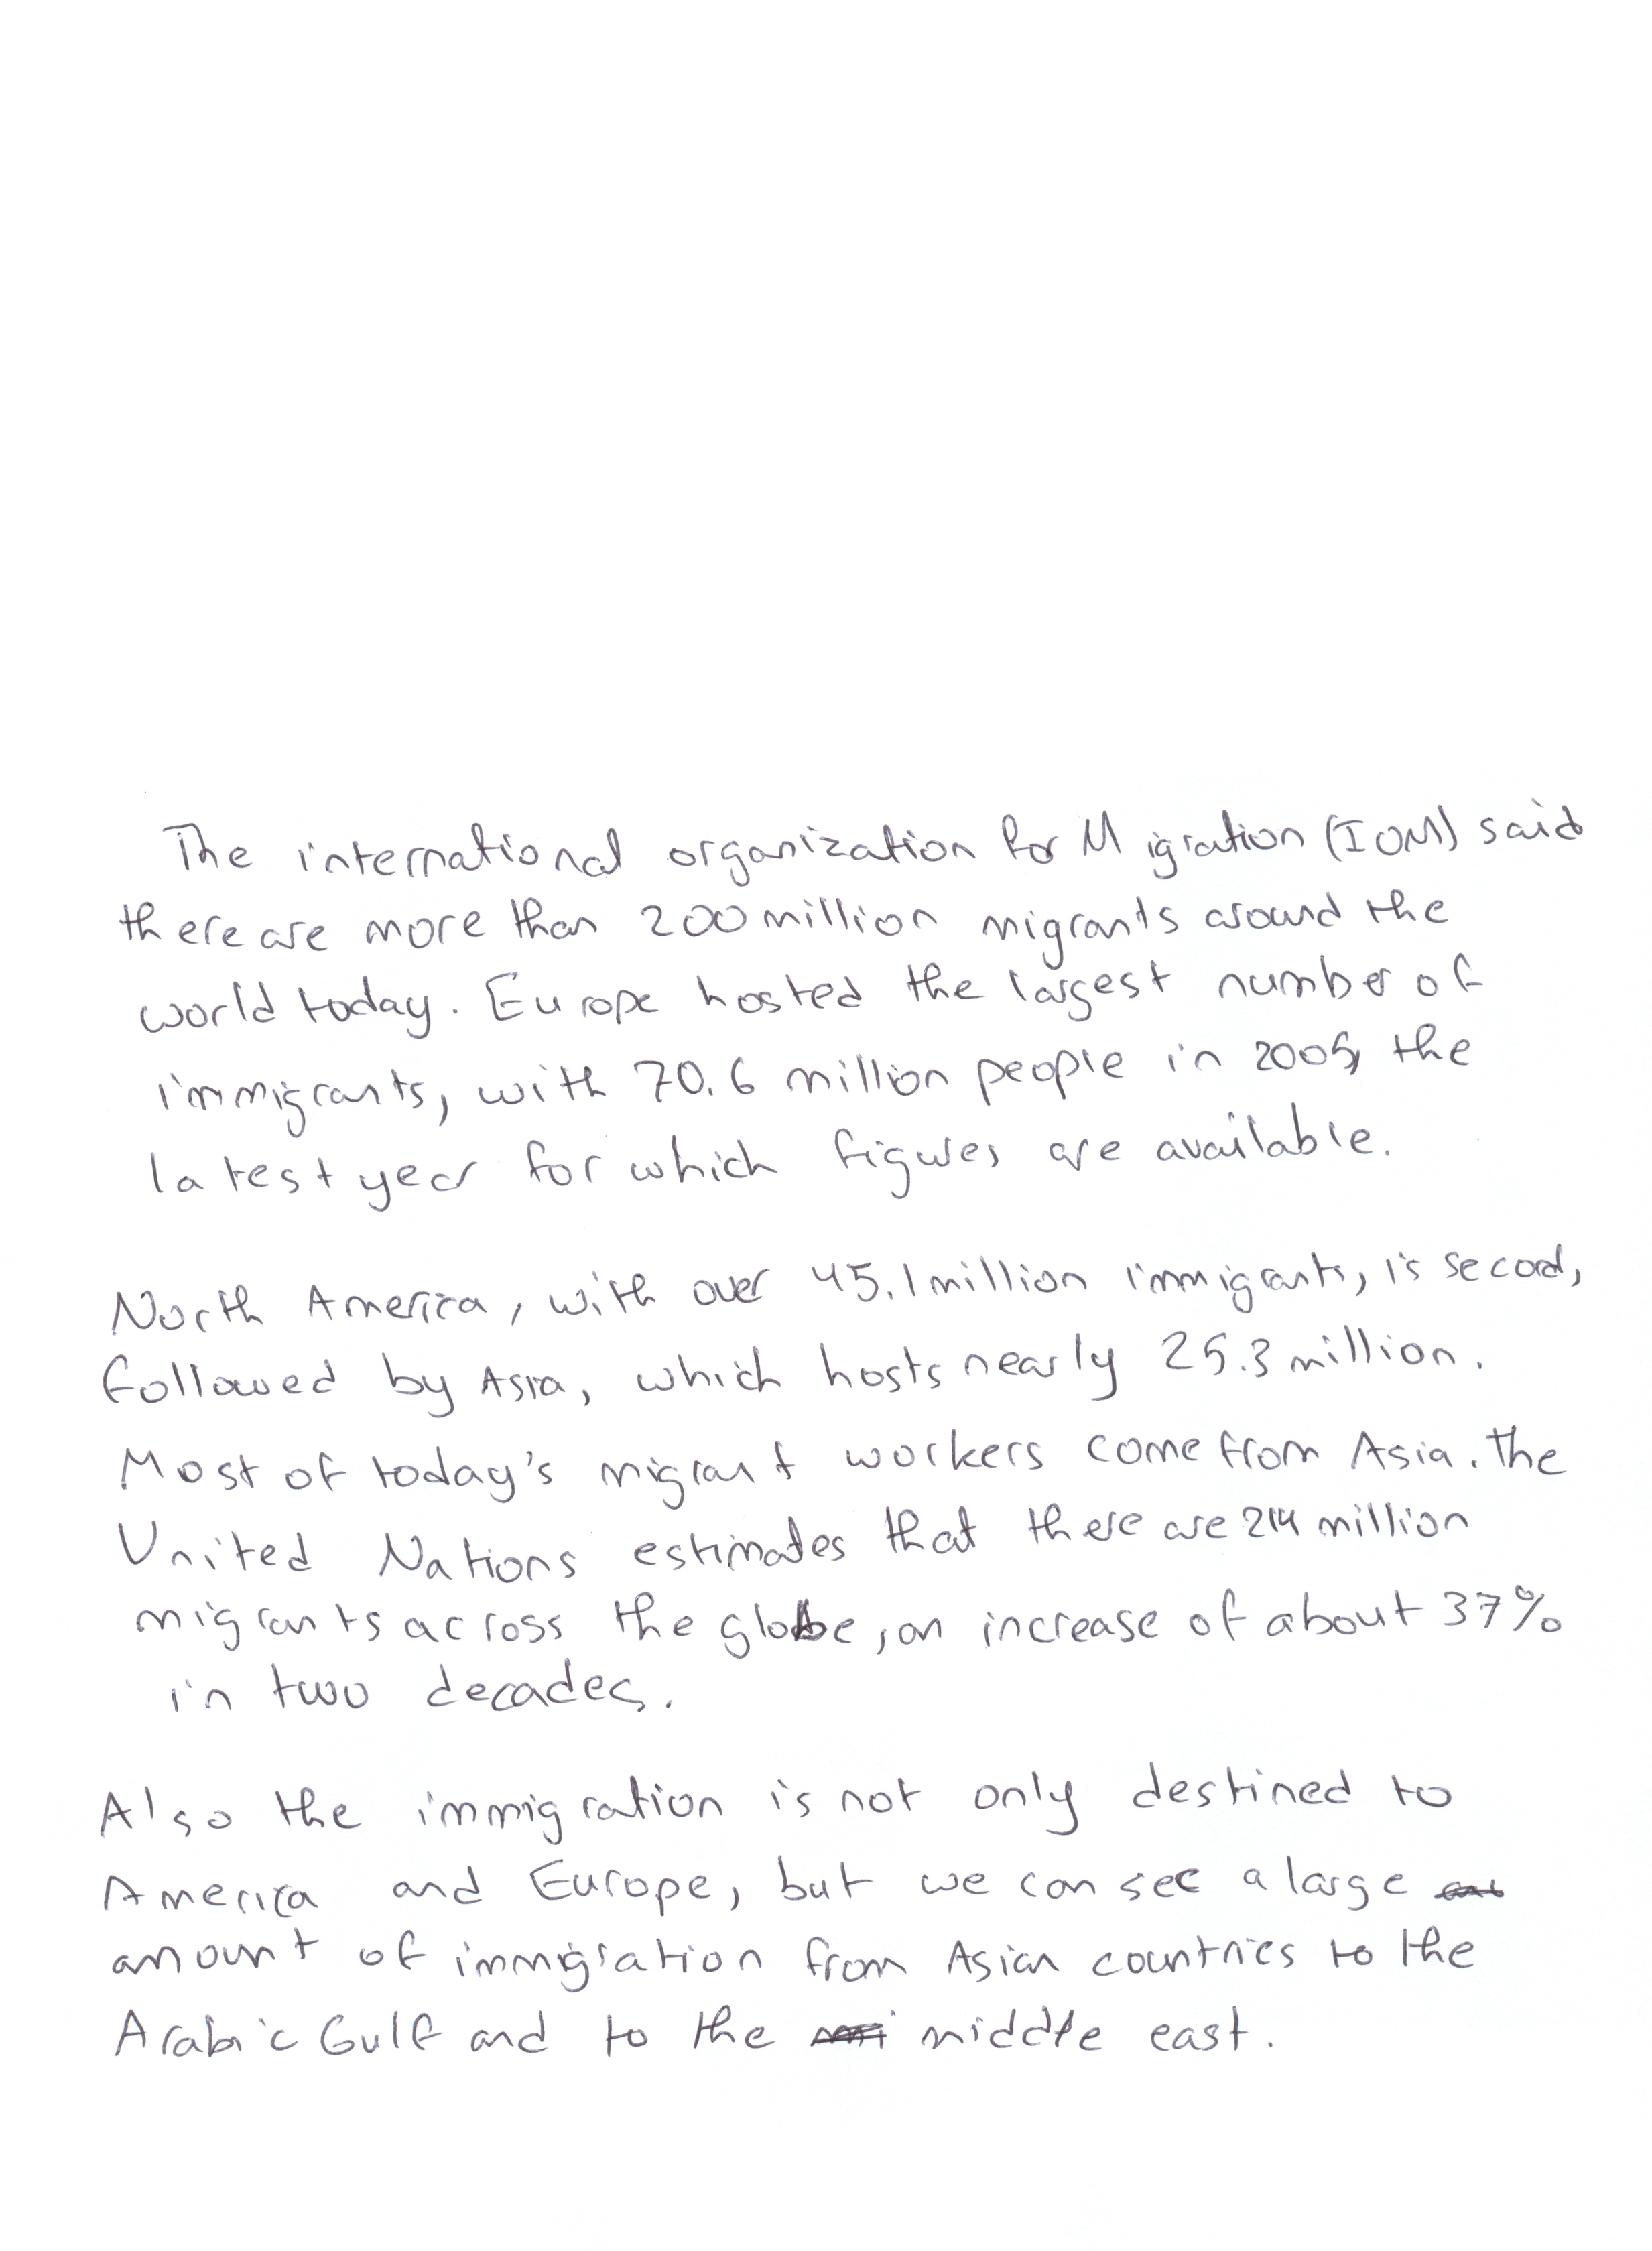 The international organization for Migration (IOM) said
there are more than 200 million migrants around the
world today. Europe hosted the largest number of
immigrants, with 70.6 million people in 2005, the
latest year for which figures are available.
North America, with over 45.1 million immigrants, is second,
followed by Asia, which hosts nearly 25.3 million.
Most of today's migrant workers come from Asia. the
United Nations estimates that there are 214 million
migrants across the globe, an increase of about 37%
in two decades.
Also the immigration is not only destined to
America and Europe, but we can see a large
amount of immigration from Asian countries to the
Arabic Gulf and to the middle east.